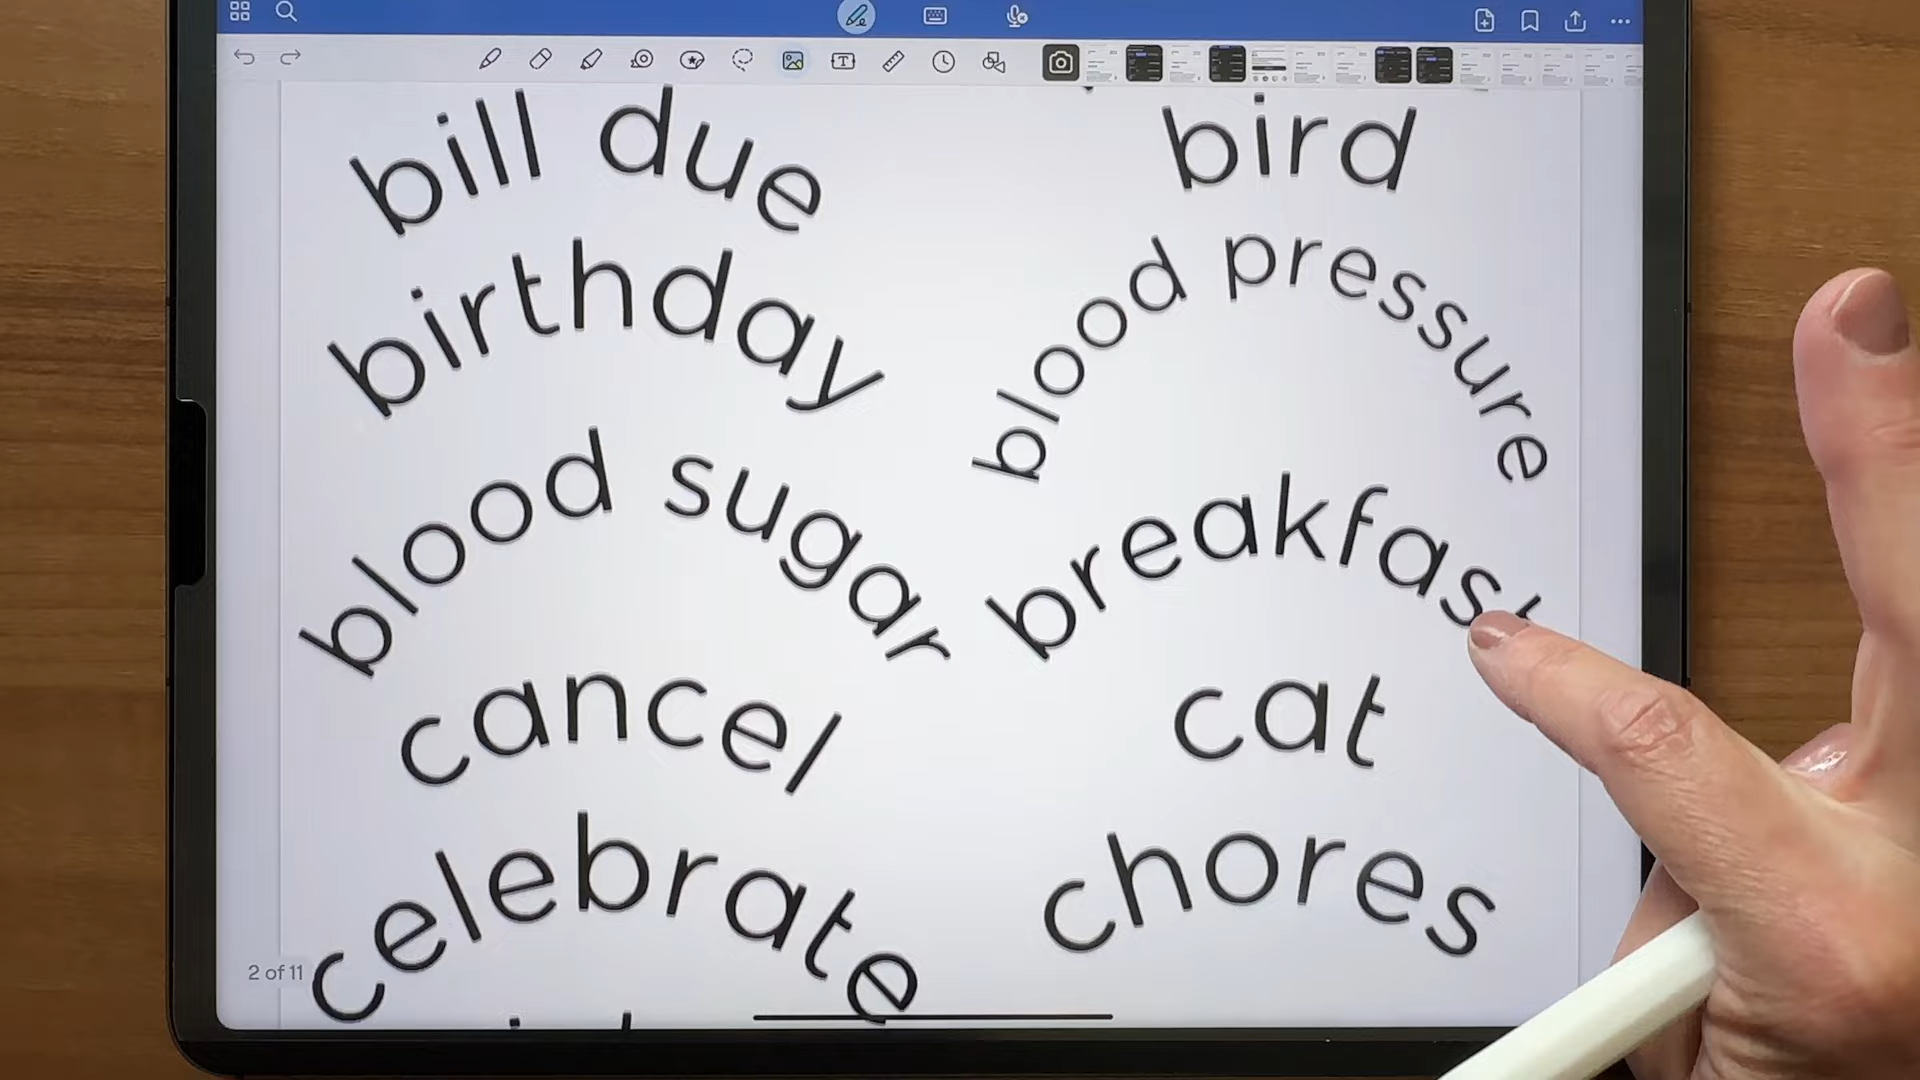 bill due
bird
birthday
blood pressure
blood sugar
breakfast
cancel
cat
celebrate
chores
2 of 11